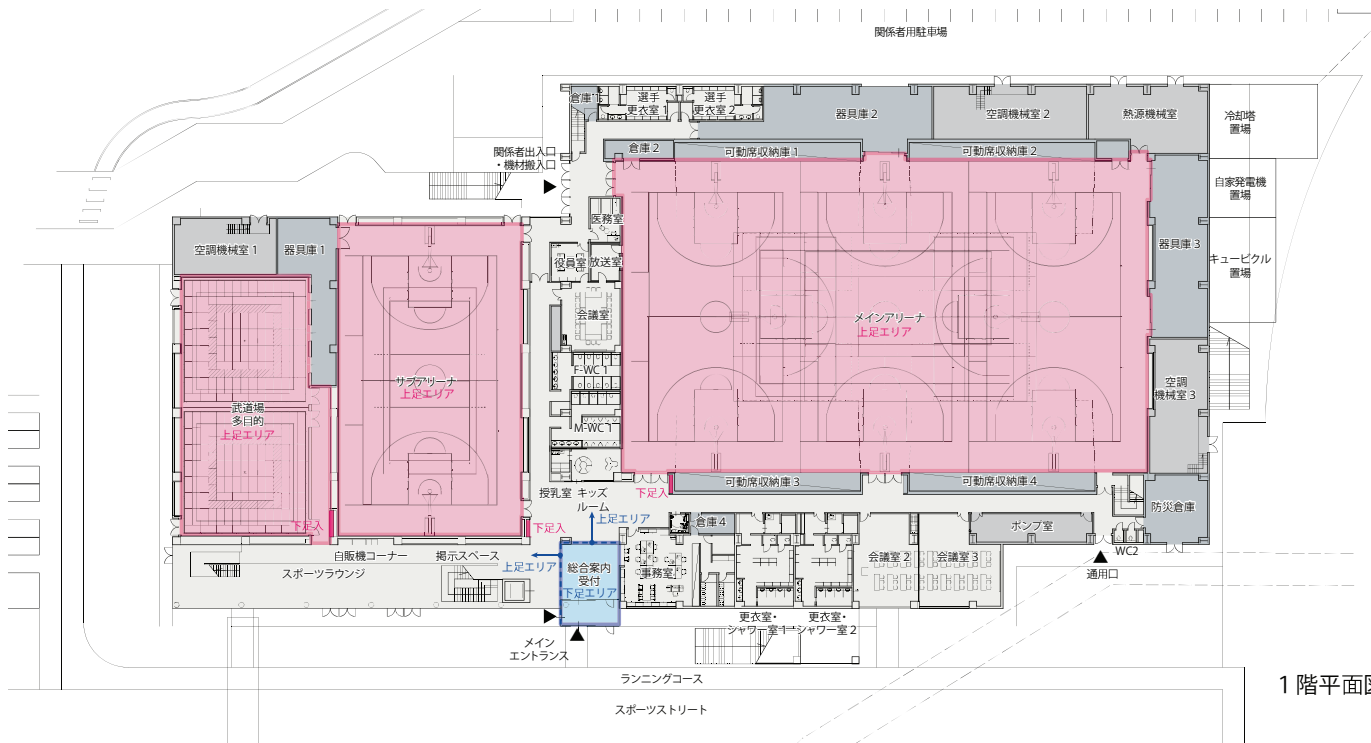 関係者用駐車場
倉庫1
選手
更衣室1
選手
更衣室2
器具庫2
空調機械室2
熱源機械室
冷却塔
置場
関係者出入口
・機材搬入口
倉庫2
可動席収納庫1
可動席収納庫2
自家発電機
置場
医務室
空調機械室1
器具庫1
役員室
放送室
器具庫3
キュービクル
置場
会議室
メインアリーナ
上足エリア
F-WC1
サブアリーナ
上足エリア
空調
機械室3
武道場
多目的
上足エリア
M-WC1
可動席収納庫3
可動席収納庫4
授乳室
キッズ
ルーム
下足入
防災倉庫
下足入
下足入
上足エリア
倉庫4
ポンプ室
自販機コーナー
掲示スペース
WC2
スポーツラウンジ
上足エリア
総合案内
受付
下足エリア
事務室
会議室2
会議室3
通用口
更衣室・
シャワー室1
更衣室・
シャワー室2
メイン
エントランス
ランニングコース
1階平面図
スポーツストリート